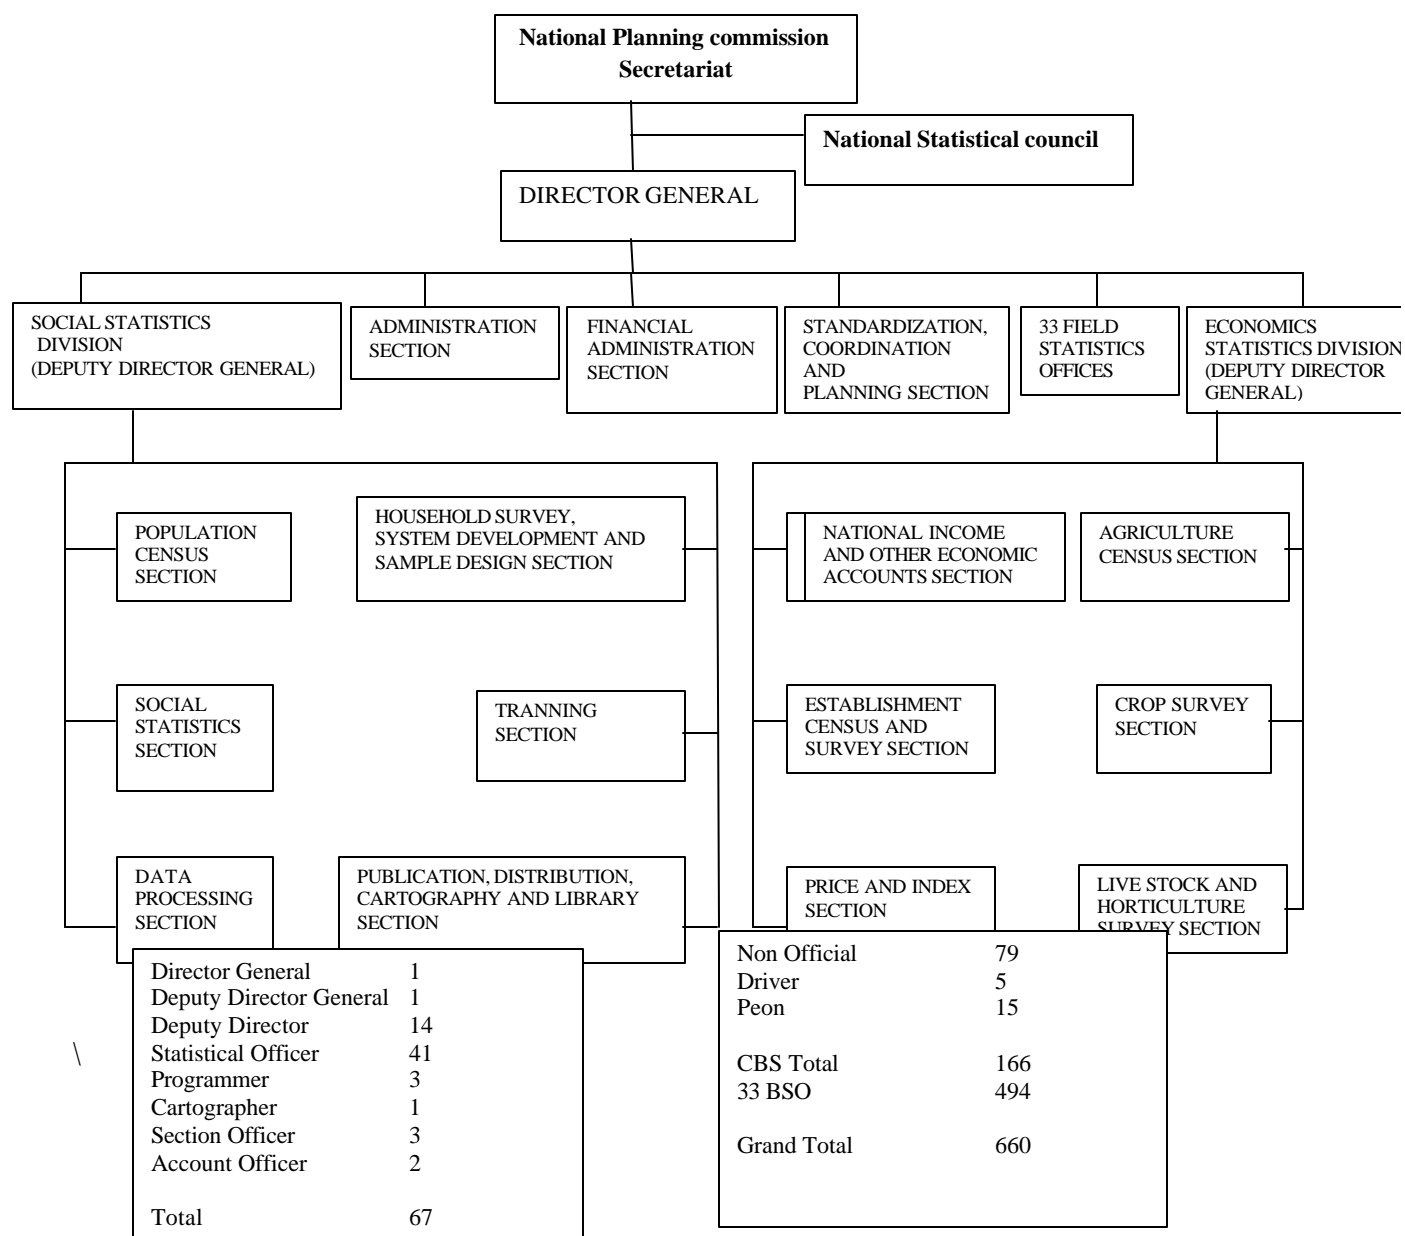 National Planning commission
Secretariat
National Statistical council
DIRECTOR GENERAL
SOCIAL STATISTICS
DIVISION
(DEPUTY DIRECTOR GENERAL)
ADMINISTRATION
SECTION
FINANCIAL
ADMINISTRATION
SECTION
STANDARDIZATION,
COORDINATION
AND
PLANNING SECTION
33 FIELD
STATISTICS
OFFICES
ECONOMICS
STATISTICS DIVISION
(DEPUTY DIRECTOR
GENERAL)
POPULATION
CENSUS
SECTION
HOUSEHOLD SURVEY,
SYSTEM DEVELOPMENT AND
SAMPLE DESIGN SECTION
NATIONAL INCOME
AND OTHER ECONOMIC
ACCOUNTS SECTION
AGRICULTURE
CENSUS SECTION
SOCIAL
STATISTICS
SECTION
TRANNING
SECTION
ESTABLISHMENT
CENSUS AND
SURVEY SECTION
CROP SURVEY
SECTION
DATA
PROCESSING
SECTION
PUBLICATION, DISTRIBUTION,
CARTOGRAPHY AND LIBRARY
SECTION
PRICE AND INDEX
SECTION
LIVE STOCK AND
HORTICULTURE
SURVEY SECTION
Director General 1
Deputy Director General 1
Deputy Director 14
Statistical Officer 41
Programmer 3
Cartographer 1
Section Officer 3
Account Officer 2
Total 67
\
Non Official 79
Driver 5
Peon 15
CBS Total 166
33 BSO 494
Grand Total 660